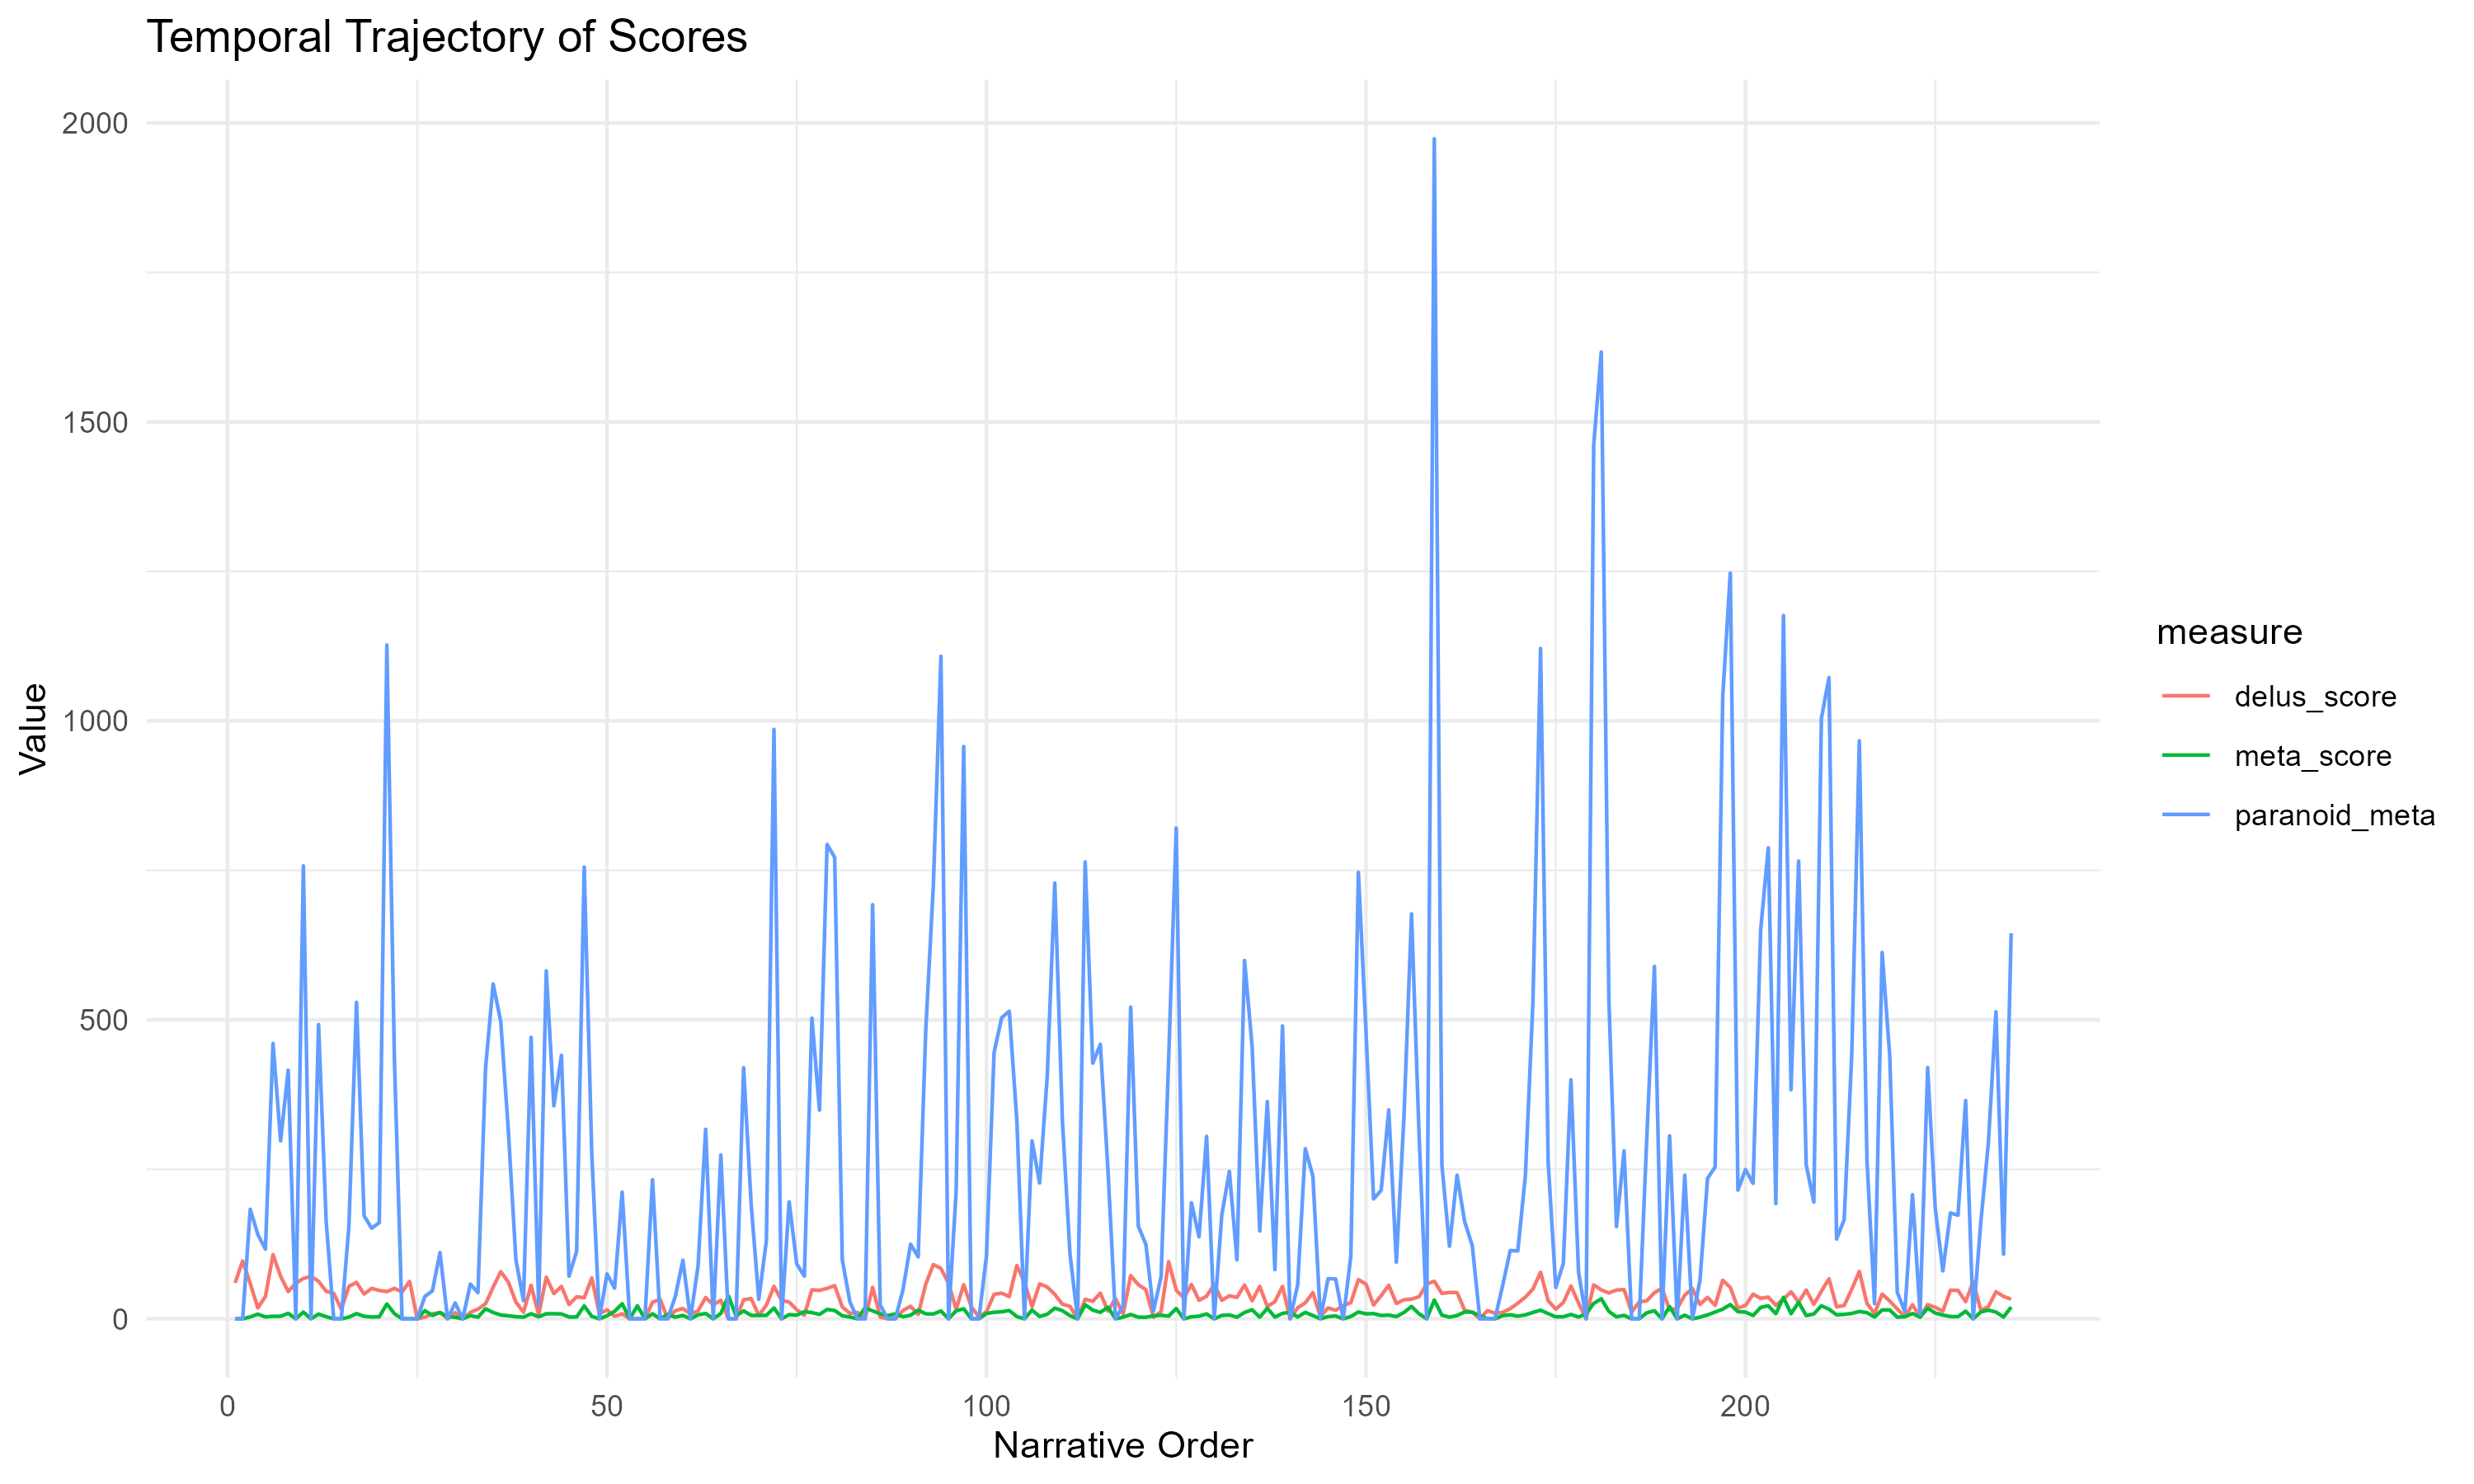 Temporal Trajectory of Scores
2000
1500
1000
500
0
Value
0 50 100 150 200
Narrative Order
measure
delus_score
meta_score
paranoid_meta